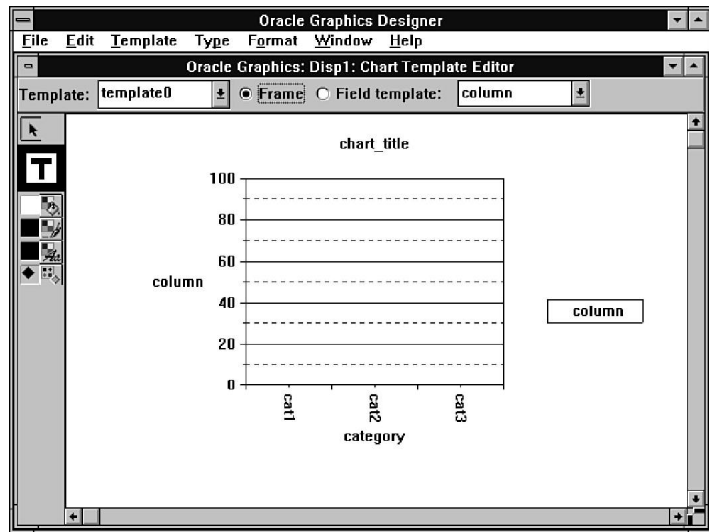 Oracle Graphics Designer
File Edit Template Type Format Window Help
Oracle Graphics: Disp1: Chart Template Editor
Template: template0 Frame Field template: column
T
chart_title
100
80
60
column
40
column
20
0
cat1 cat2 cat3
category